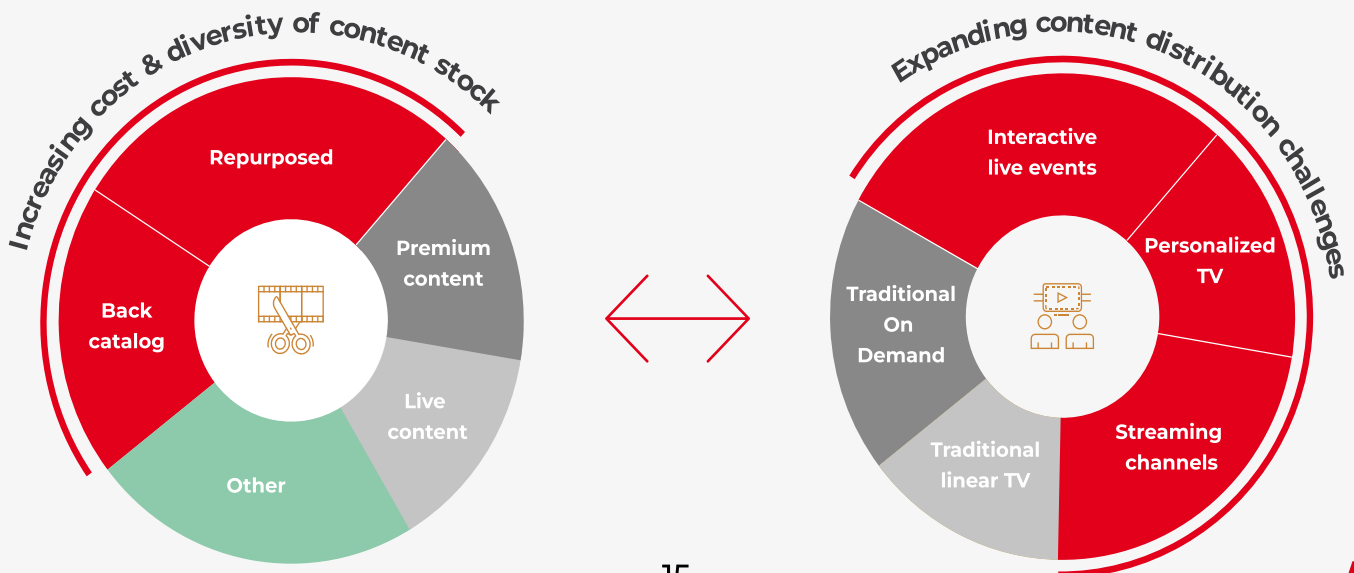 Increasing cost & diversity of content stock
Repurposed
Premium
content
Back
catalog
Live
content
Other
Expanding content distribution challenges
Interactive
live events
Personalized
TV
Traditional
On
Demand
Streaming
channels
Traditional
linear TV
15